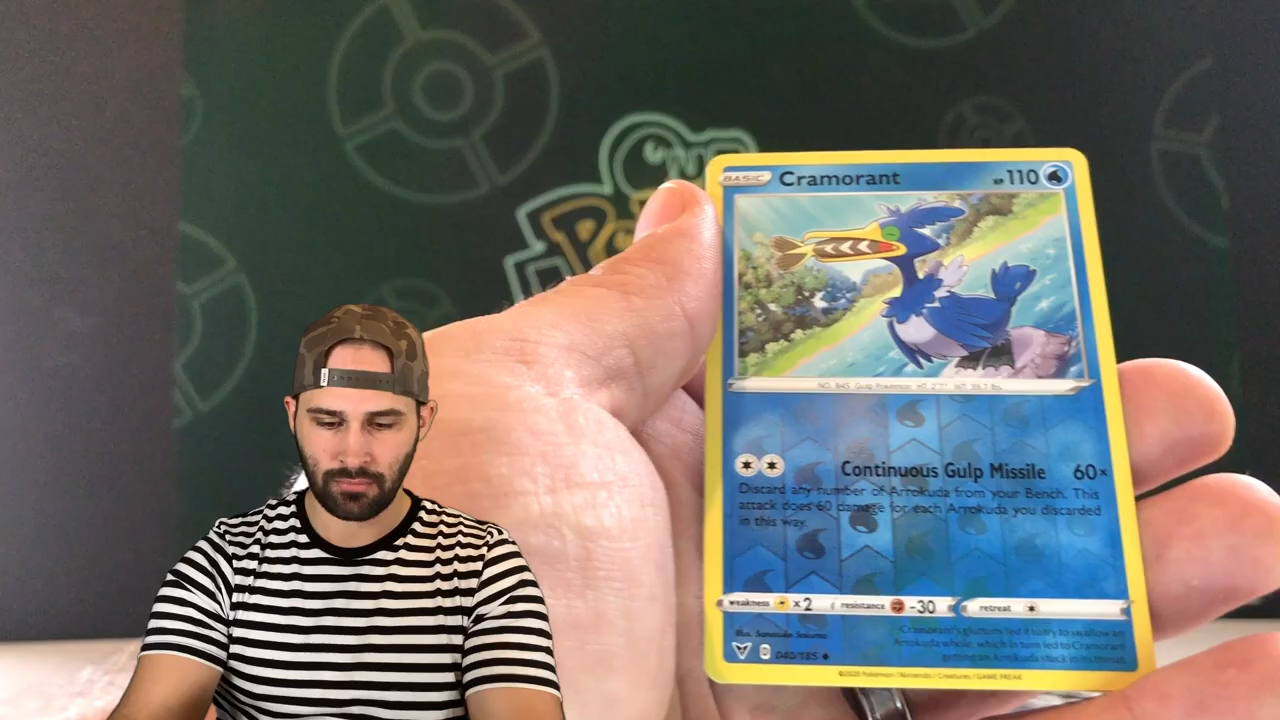 BASIC Cramorant HP 110
NO. 845 Gulp Pokémon HT: 2'7" WT: 39.7 lbs.
Continuous Gulp Missile 60×
Discard any number of Arrokuda from your Bench. This
attack does 60 damage for each Arrokuda you discarded
in this way.
weakness ×2 resistance -30 retreat
Illus. Sanosuke Sakuma
Cramorant's gluttony led it to try to swallow an
Arrokuda whole, which in turn led to Cramorant
getting an Arrokuda stuck in its throat.
D 040/185
©2020 Pokémon / Nintendo / Creatures / GAME FREAK